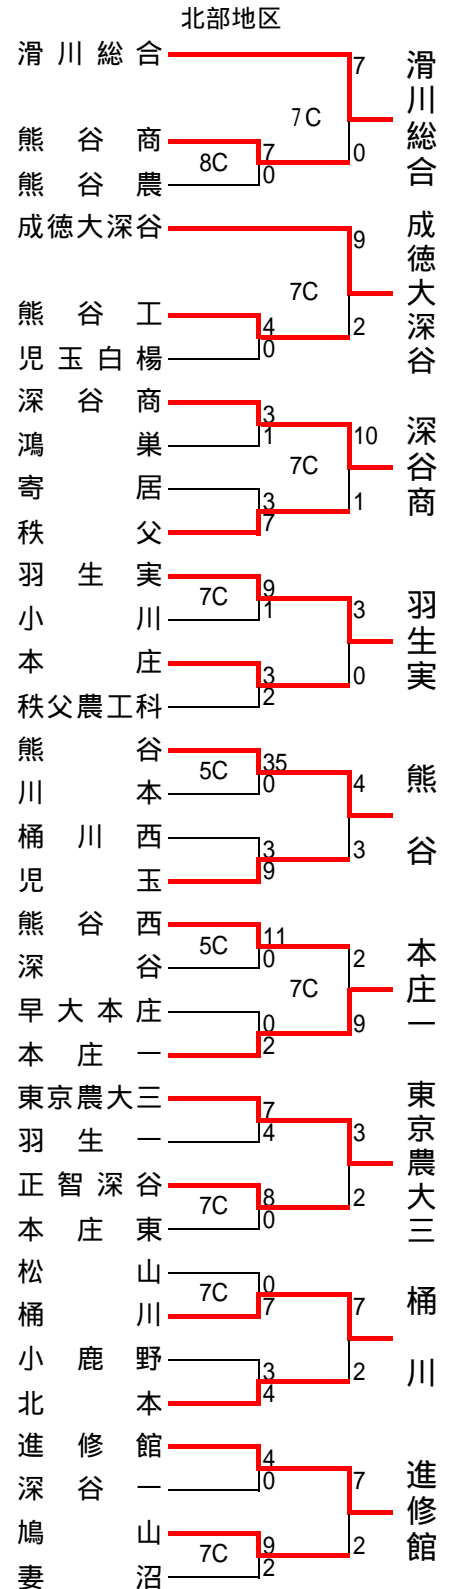 北部地区
滑川総合
7
7C
熊谷商
7
0
8C
熊谷農
0
滑川総合
成徳大深谷
9
7C
熊谷工
4
2
児玉白楊
0
成徳大深谷
深谷商
3
10
鴻巣
1
7C
寄居
3
1
秩父
7
深谷商
羽生実
9
7C
3
小川
1
本庄
3
0
秩父農工科
2
羽生実
熊谷
35
5C
4
川本
0
桶川西
3
3
児玉
9
熊谷
熊谷西
11
5C
2
深谷
0
7C
早大本庄
0
9
本庄一
2
本庄一
東京農大三
7
3
羽生一
4
正智深谷
8
2
7C
本庄東
0
東京農大三
松山
0
7C
7
桶川
7
小鹿野
3
2
北本
4
桶川
進修館
4
7
深谷一
0
鳩山
9
2
7C
妻沼
2
進修館